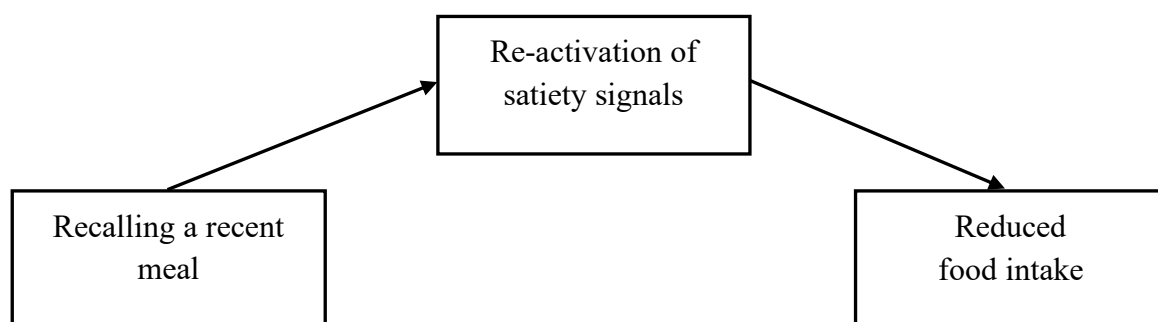 Re-activation of
satiety signals
Recalling a recent
meal
Reduced
food intake